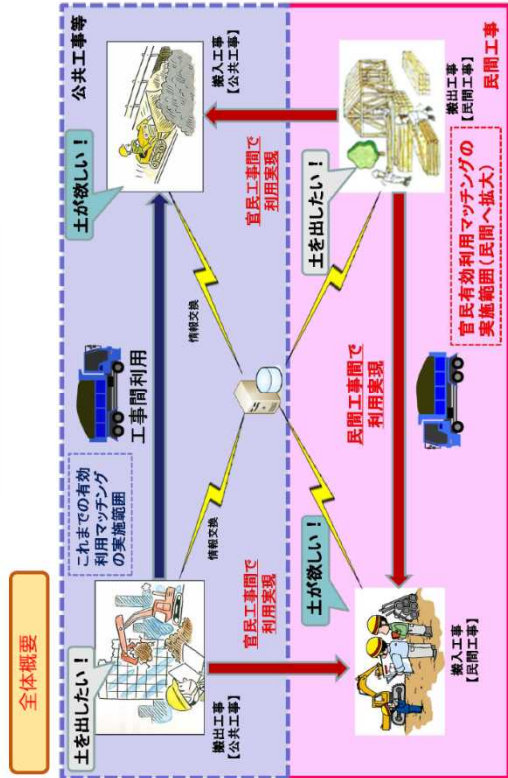 全体概要
公共工事等
これまでの有効
利用マッチング
の実施範囲
土を出したい！
搬出工事
【公共工事】
工事間利用
土が欲しい！
搬入工事
【公共工事】
情報交換
情報交換
官民工事間で
利用実現
官民工事間で
利用実現
土が欲しい！
搬入工事
【民間工事】
民間工事間で
利用実現
土を出したい！
搬出工事
【民間工事】
官民有効利用マッチングの
実施範囲（民間へ拡大）
民間工事